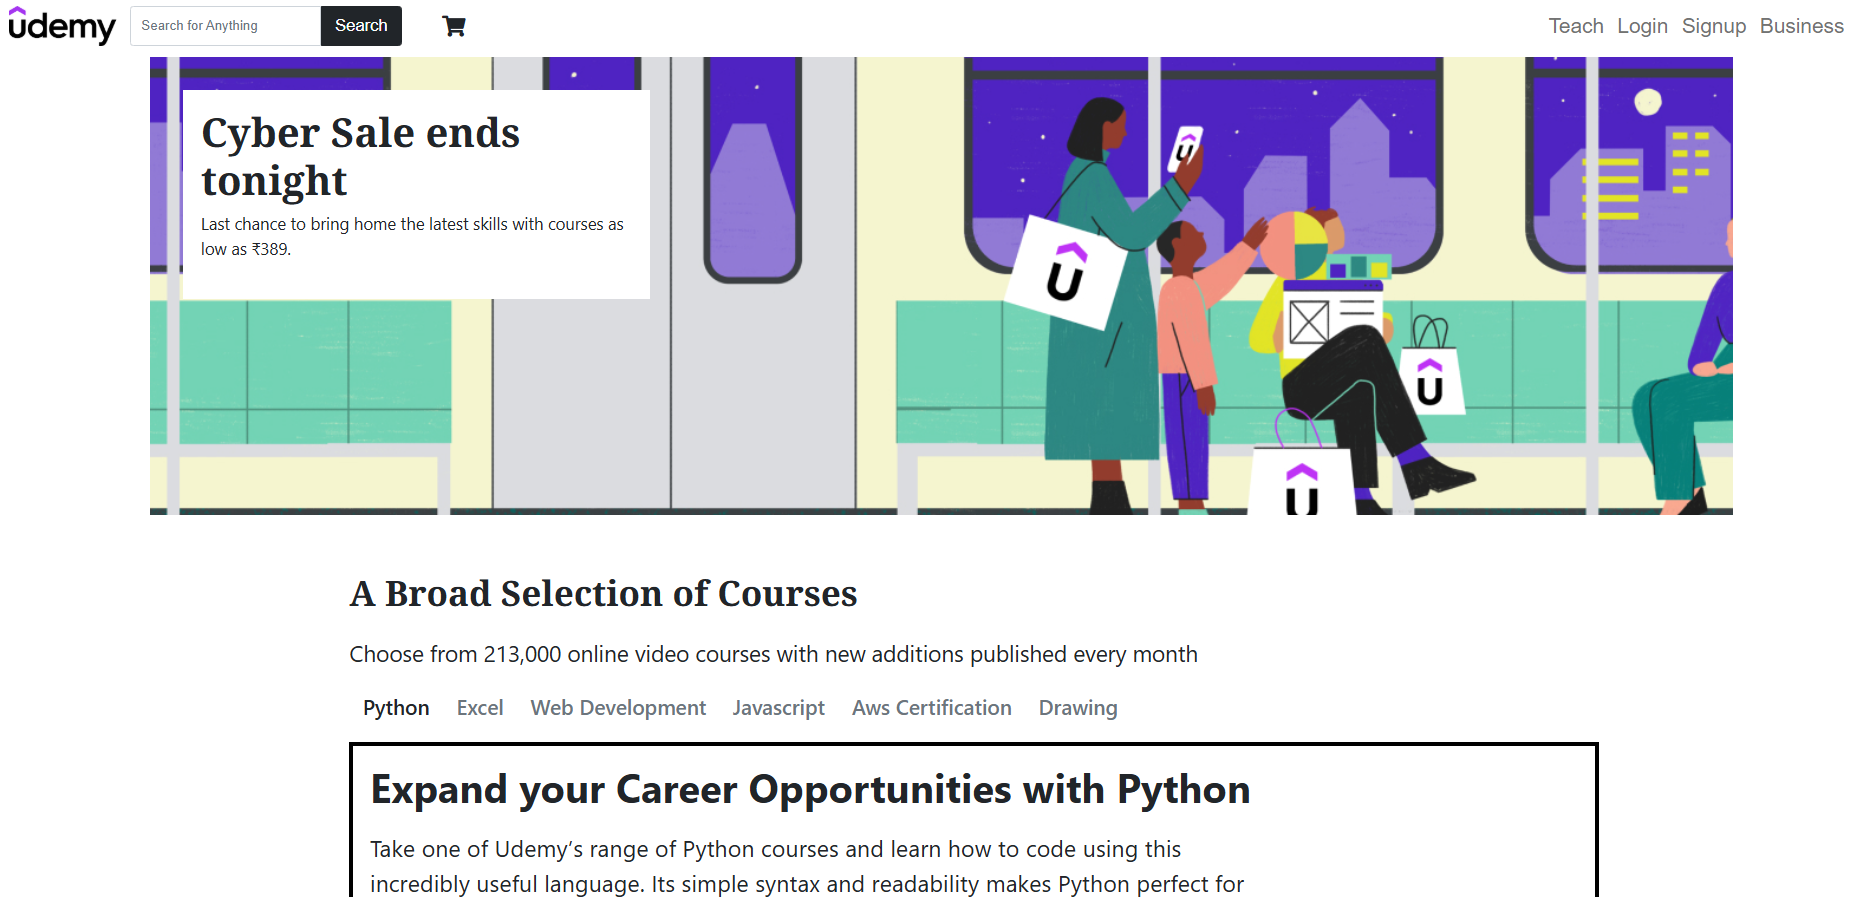 udemy
Search for Anything
Search
Teach Login Signup Business
Cyber Sale ends
tonight
Last chance to bring home the latest skills with courses as
low as ₹389.
A Broad Selection of Courses
Choose from 213,000 online video courses with new additions published every month
Python Excel Web Development Javascript Aws Certification Drawing
Expand your Career Opportunities with Python
Take one of Udemy’s range of Python courses and learn how to code using this
incredibly useful language. Its simple syntax and readability makes Python perfect for